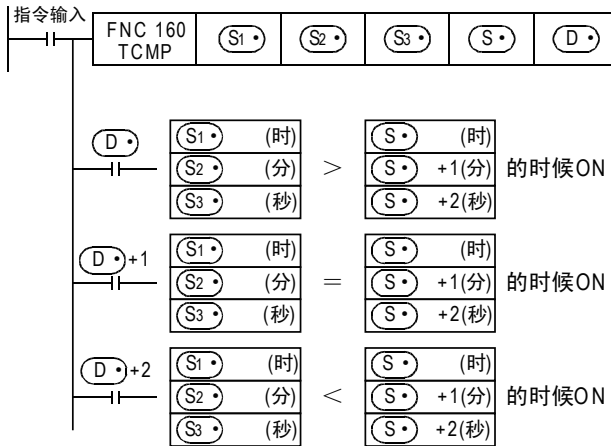 指令输入
FNC 160 TCMP S1• S2• S3• S• D•
D•
S1• (时) > S• (时)
S2• (分) S• +1(分) 的时候ON
S3• (秒) S• +2(秒)
D•+1
S1• (时) = S• (时)
S2• (分) S• +1(分) 的时候ON
S3• (秒) S• +2(秒)
D•+2
S1• (时) < S• (时)
S2• (分) S• +1(分) 的时候ON
S3• (秒) S• +2(秒)